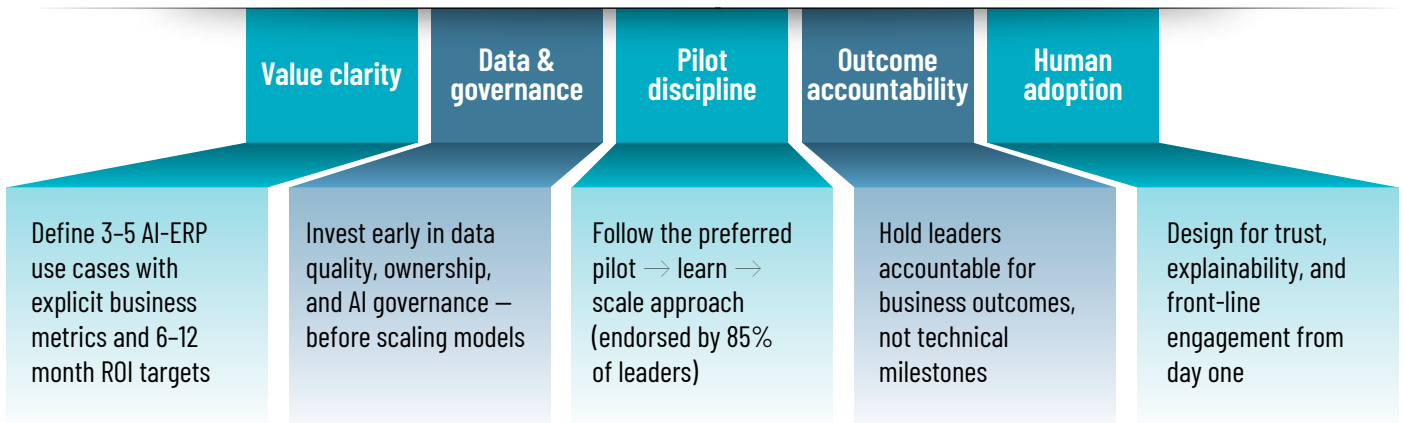 Value clarity
Data &
governance
Pilot
discipline
Outcome
accountability
Human
adoption
Define 3–5 AI-ERP
use cases with
explicit business
metrics and 6–12
month ROI targets
Invest early in data
quality, ownership,
and AI governance —
before scaling models
Follow the preferred
pilot → learn →
scale approach
(endorsed by 85%
of leaders)
Hold leaders
accountable for
business outcomes,
not technical
milestones
Design for trust,
explainability, and
front-line
engagement from
day one